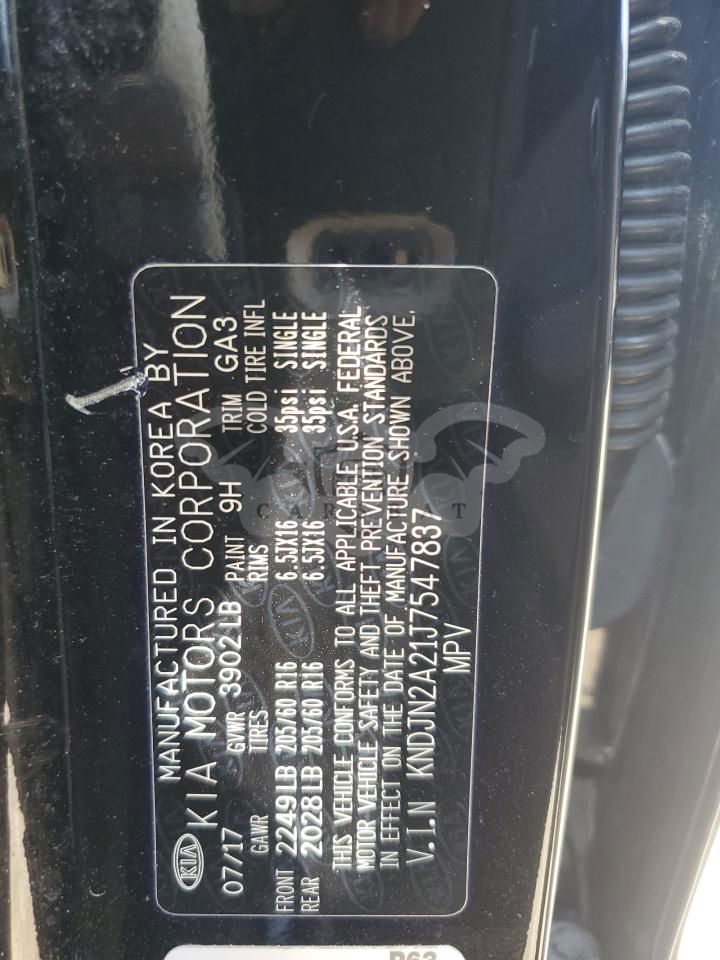 MANUFACTURED IN KOREA BY
KIA KIA MOTORS CORPORATION
07/17 GVWR 3902LB PAINT 9H TRIM GA3
GAWR TIRES RIMS COLD TIRE INFL
FRONT 2249LB 205/60 R16 6.5JX16 35psi SINGLE
REAR 2028LB 205/60 R16 6.5JX16 35psi SINGLE
THIS VEHICLE CONFORMS TO ALL APPLICABLE U.S.A. FEDERAL
MOTOR VEHICLE SAFETY AND THEFT PREVENTION STANDARDS
IN EFFECT ON THE DATE OF MANUFACTURE SHOWN ABOVE.
V.I.N KNDJN2A21J7547837
MPV